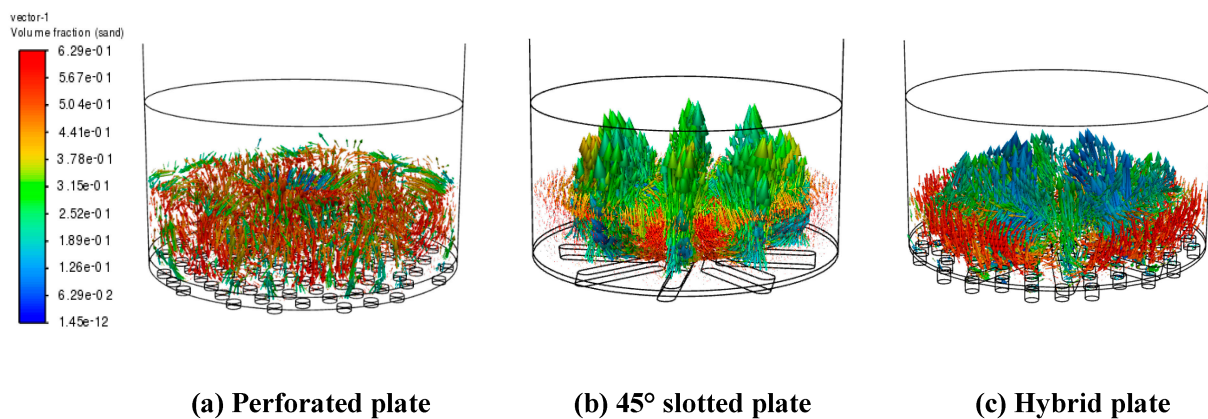 vector-1
Volume fraction (sand)
6.29e-01
5.67e-01
5.04e-01
4.41e-01
3.78e-01
3.15e-01
2.52e-01
1.89e-01
1.26e-01
6.29e-02
1.45e-12
(a) Perforated plate
(b) 45° slotted plate
(c) Hybrid plate